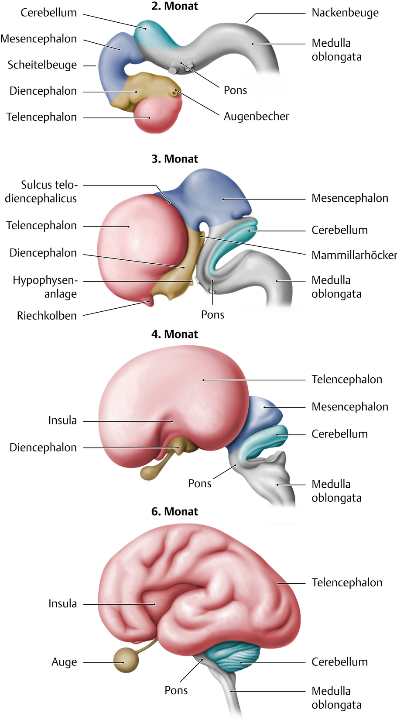 2. Monat
Cerebellum
Mesencephalon
Scheitelbeuge
Diencephalon
Telencephalon
Nackenbeuge
Medulla
oblongata
Pons
Augenbecher
3. Monat
Sulcus telo-
diencephalicus
Telencephalon
Diencephalon
Hypophysen-
anlage
Riechkolben
Mesencephalon
Cerebellum
Mammillarhöcker
Medulla
oblongata
Pons
4. Monat
Insula
Diencephalon
Telencephalon
Mesencephalon
Cerebellum
Pons
Medulla
oblongata
6. Monat
Insula
Auge
Telencephalon
Cerebellum
Pons
Medulla
oblongata